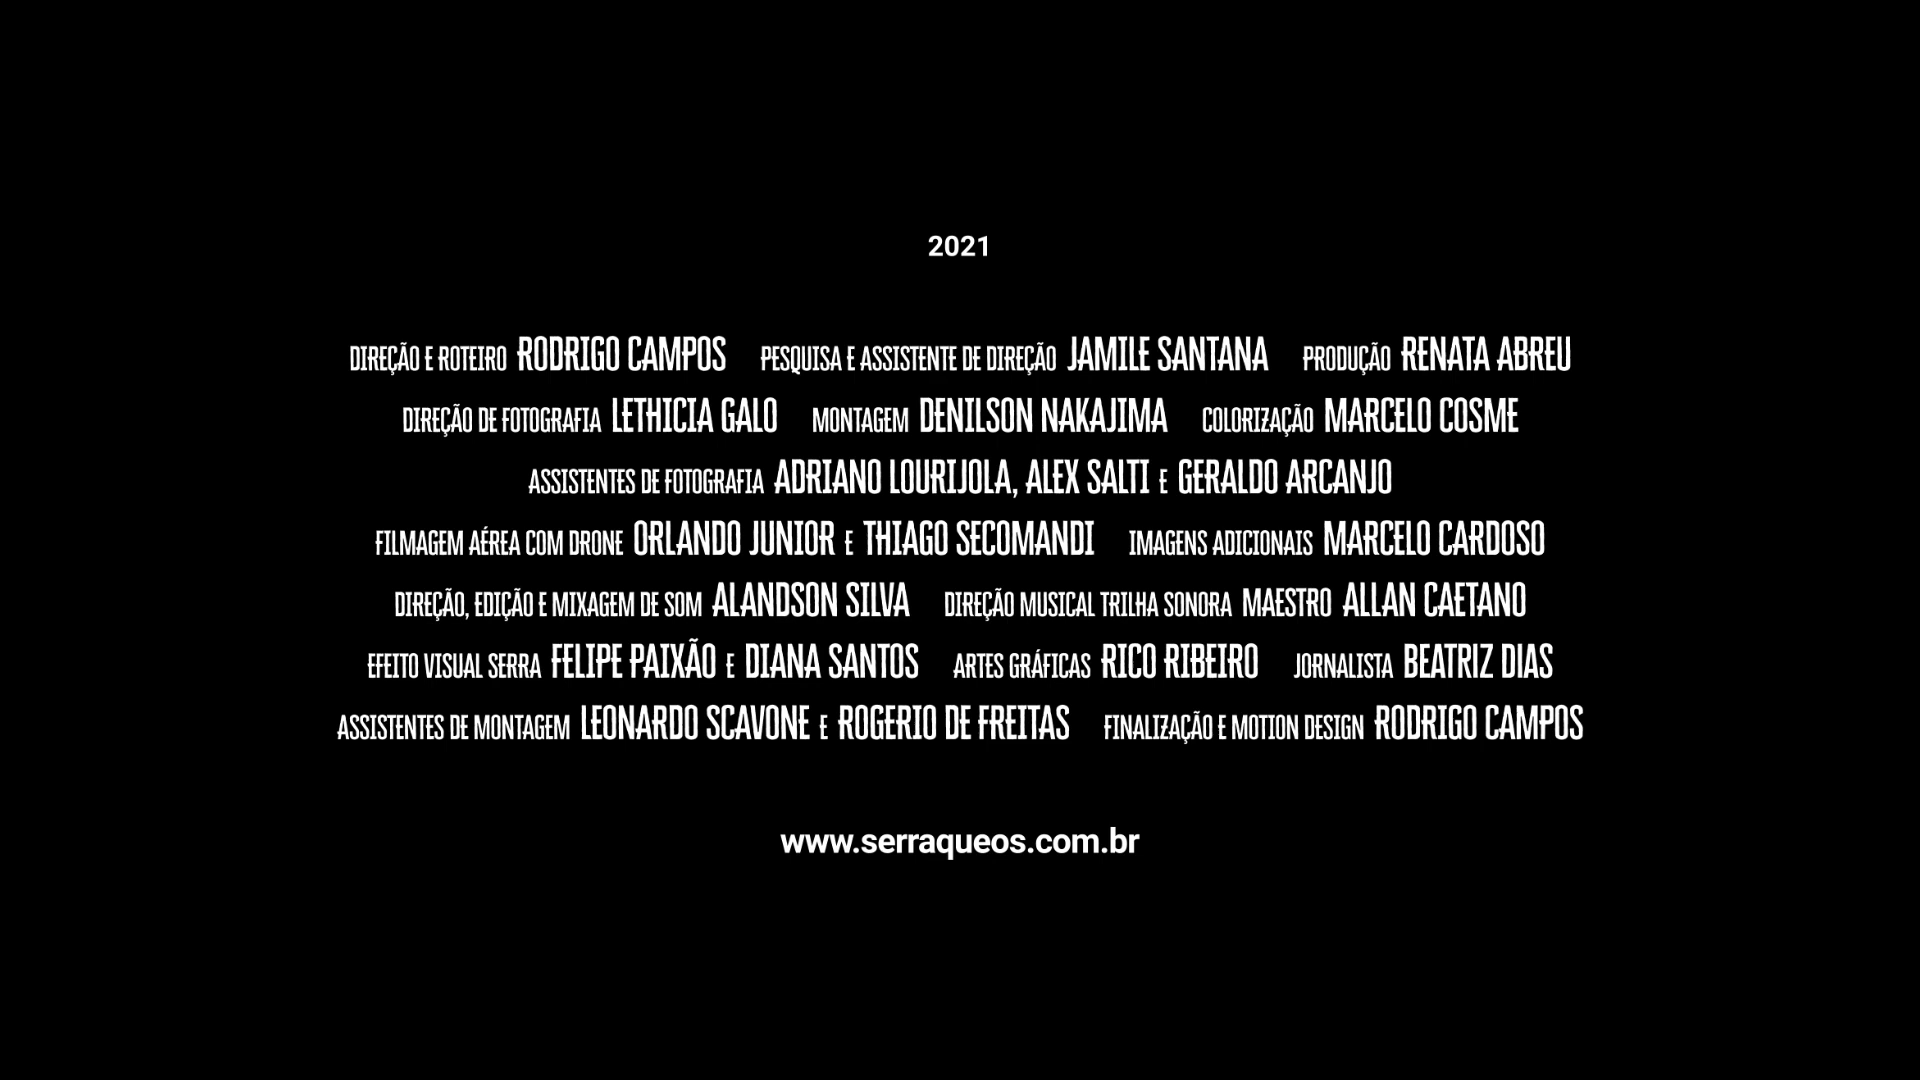 2021
DIREÇÃO E ROTEIRO RODRIGO CAMPOS PESQUISA E ASSISTENTE DE DIREÇÃO JAMILE SANTANA PRODUÇÃO RENATA ABREU
DIREÇÃO DE FOTOGRAFIA LETHICIA GALO MONTAGEM DENILSON NAKAJIMA COLORIZAÇÃO MARCELO COSME
ASSISTENTES DE FOTOGRAFIA ADRIANO LOURIJOLA, ALEX SALTI E GERALDO ARCANJO
FILMAGEM AÉREA COM DRONE ORLANDO JUNIOR E THIAGO SECOMANDI IMAGENS ADICIONAIS MARCELO CARDOSO
DIREÇÃO, EDIÇÃO E MIXAGEM DE SOM ALANDSON SILVA DIREÇÃO MUSICAL TRILHA SONORA MAESTRO ALLAN CAETANO
EFEITO VISUAL SERRA FELIPE PAIXÃO E DIANA SANTOS ARTES GRÁFICAS RICO RIBEIRO JORNALISTA BEATRIZ DIAS
ASSISTENTES DE MONTAGEM LEONARDO SCAVONE E ROGERIO DE FREITAS FINALIZAÇÃO E MOTION DESIGN RODRIGO CAMPOS
www.serraqueos.com.br